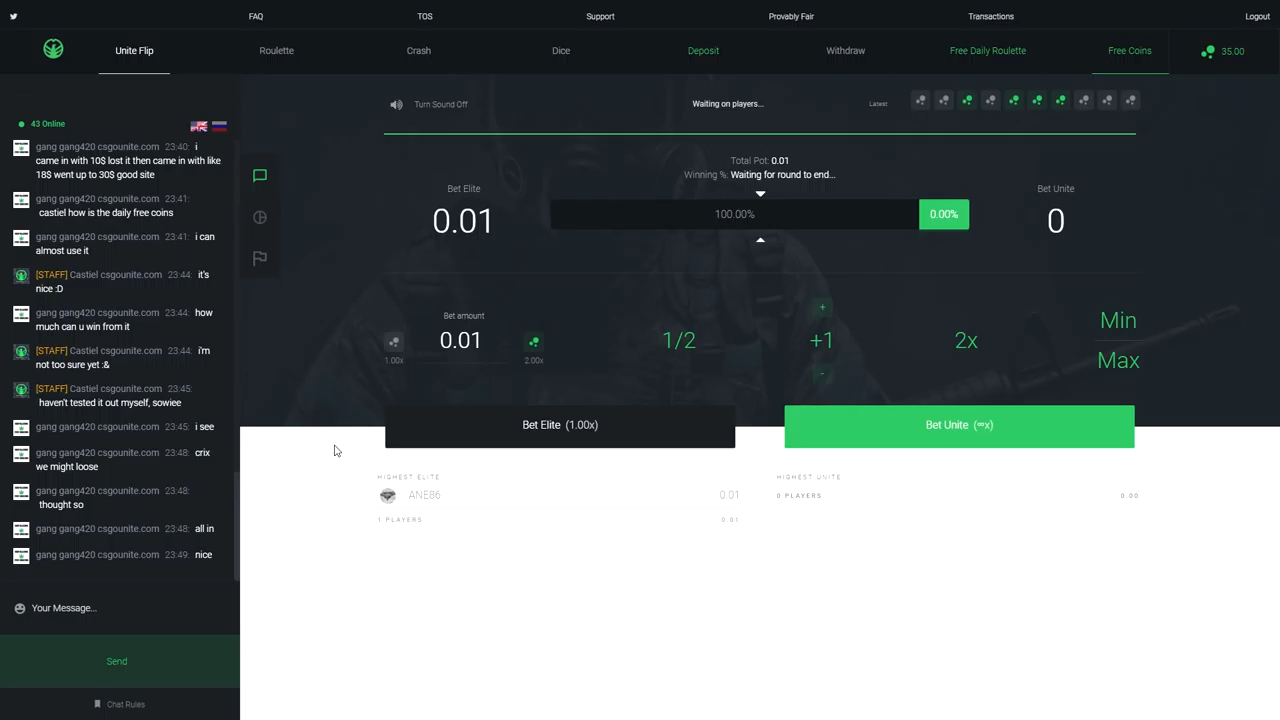 FAQ
TOS
Support
Provably Fair
Transactions
Logout
Unite Flip
Roulette
Crash
Dice
Deposit
Withdraw
Free Daily Roulette
Free Coins
35.00
43 Online
gang gang420 csgounite.com 23:40: i
came in with 10$ lost it then came in with like
18$ went up to 30$ good site
gang gang420 csgounite.com 23:41:
castiel how is the daily free coins
gang gang420 csgounite.com 23:41: i can
almost use it
[STAFF] Castiel csgounite.com 23:44: it's
nice :D
gang gang420 csgounite.com 23:44: how
much can u win from it
[STAFF] Castiel csgounite.com 23:44: i'm
not too sure yet :&
[STAFF] Castiel csgounite.com 23:45:
haven't tested it out myself, sowiee
gang gang420 csgounite.com 23:45: i see
gang gang420 csgounite.com 23:48: crix
we might loose
gang gang420 csgounite.com 23:48:
thought so
gang gang420 csgounite.com 23:48: all in
gang gang420 csgounite.com 23:49: nice
Your Message...
Send
Chat Rules
Turn Sound Off
Waiting on players...
Latest
Total Pot: 0.01
Winning %: Waiting for round to end...
Bet Elite
0.01
100.00%
0.00%
Bet Unite
0
Bet amount
0.01
1.00x
2.00x
1/2
+
+1
-
2x
Min
Max
Bet Elite (1.00x)
Bet Unite (∞x)
HIGHEST ELITE
ANE86
0.01
1 PLAYERS
0.01
HIGHEST UNITE
0 PLAYERS
0.00